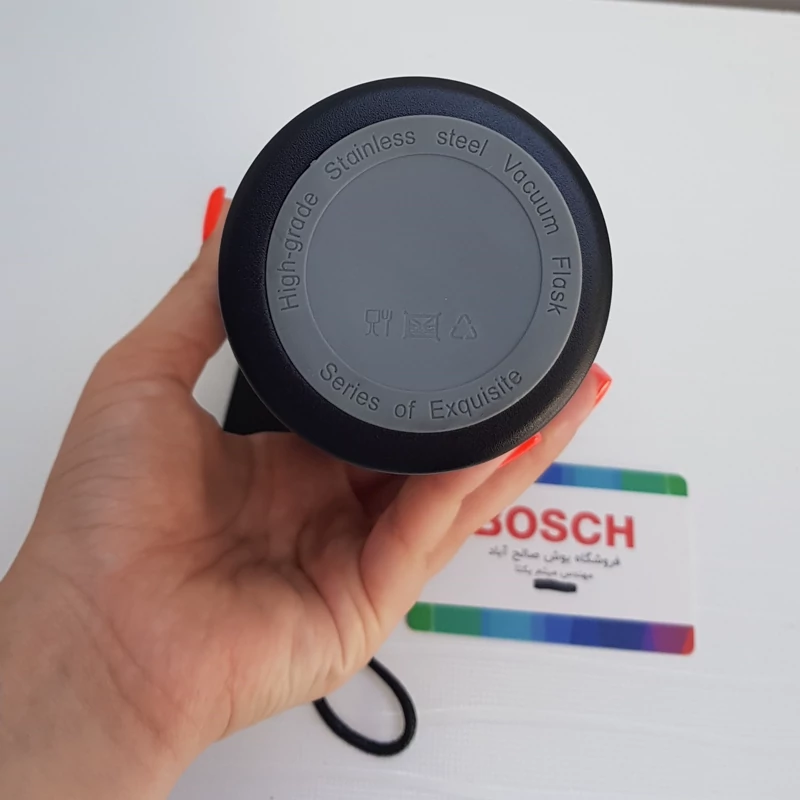 High-grade Stainless steel Vacuum Flask
Series of Exquisite
BOSCH
فروشگاه بوش صالح آباد
مهندس میثم یکتا